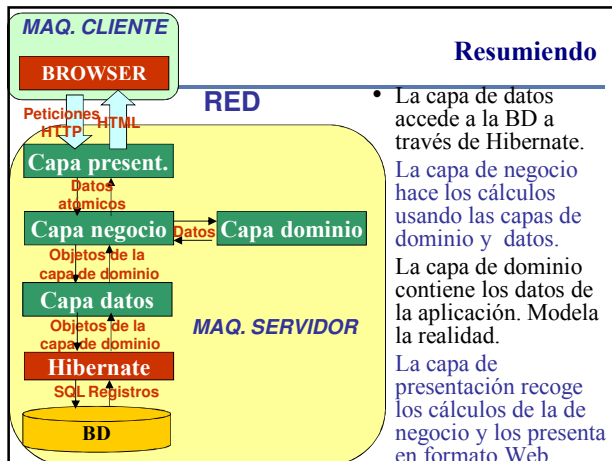 MAQ. CLIENTE
BROWSER
Resumiendo
RED
Peticiones
HTTP
HTML
Capa present.
Datos
atómicos
Capa negocio
Datos
Capa dominio
Objetos de la
capa de dominio
Capa datos
Objetos de la
capa de dominio
MAQ. SERVIDOR
Hibernate
SQL
Registros
BD
• La capa de datos
accede a la BD a
través de Hibernate.
La capa de negocio
hace los cálculos
usando las capas de
dominio y datos.
La capa de dominio
contiene los datos de
la aplicación. Modela
la realidad.
La capa de
presentación recoge
los cálculos de la de
negocio y los presenta
en formato Web